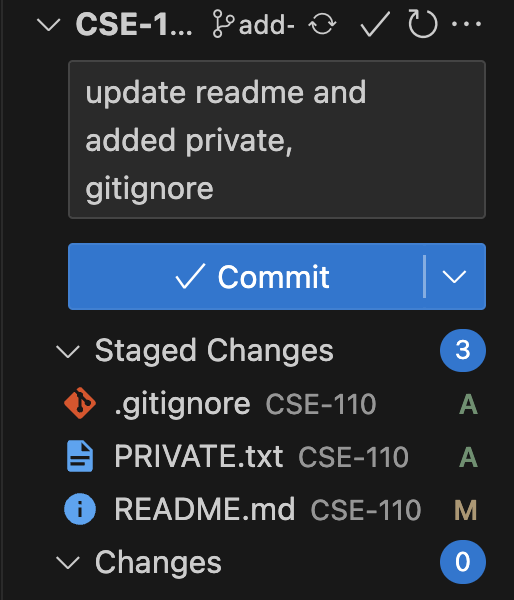 CSE-1... add-
update readme and
added private,
gitignore
Commit
Staged Changes 3
.gitignore CSE-110 A
PRIVATE.txt CSE-110 A
README.md CSE-110 M
Changes 0